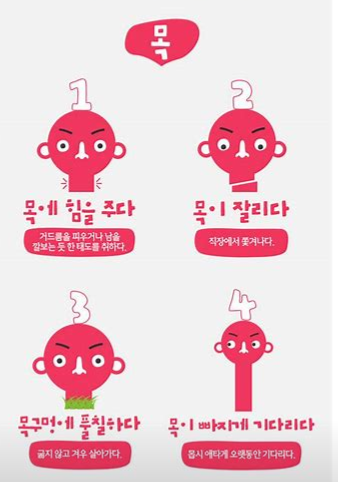 목
1
목에 힘을 주다
거드름을 피우거나 남을
깔보는 듯 한 태도를 취하다.
2
목이 잘리다
직장에서 쫓겨나다.
3
목구멍에 풀칠하다
굶지 않고 겨우 살아가다.
4
목이 빠지게 기다리다
몹시 애타게 오랫동안 기다리다.